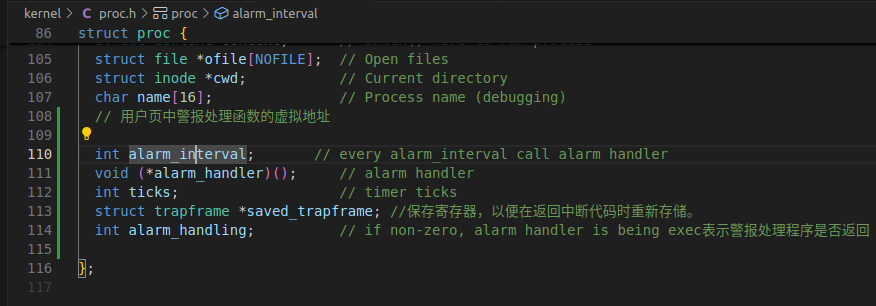 kernel > C proc.h > proc > alarm_interval
86 struct proc {
105 struct file *ofile[NOFILE]; // Open files
106 struct inode *cwd; // Current directory
107 char name[16]; // Process name (debugging)
108 // 用户页中警报处理函数的虚拟地址
109
110 int alarm_interval; // every alarm_interval call alarm handler
111 void (*alarm_handler)(); // alarm handler
112 int ticks; // timer ticks
113 struct trapframe *saved_trapframe; //保存寄存器，以便在返回中断代码时重新存储。
114 int alarm_handling; // if non-zero, alarm handler is being exec表示警报处理程序是否返回
115
116 };
117